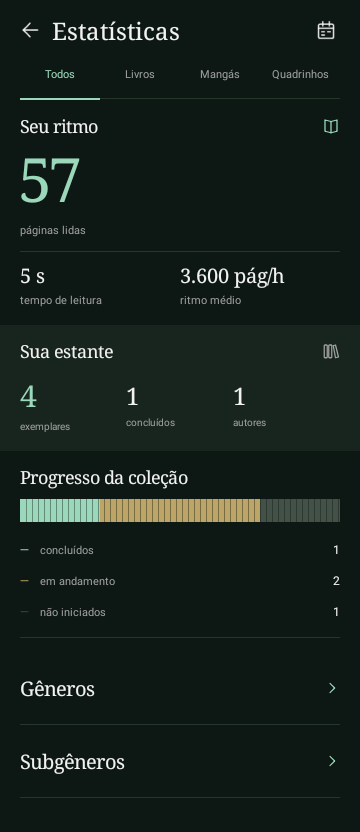 Estatísticas
Todos Livros Mangás Quadrinhos
Seu ritmo
57
páginas lidas
5 s 3.600 pág/h
tempo de leitura ritmo médio
Sua estante
4 1 1
exemplares concluídos autores
Progresso da coleção
concluídos 1
em andamento 2
não iniciados 1
Gêneros
Subgêneros